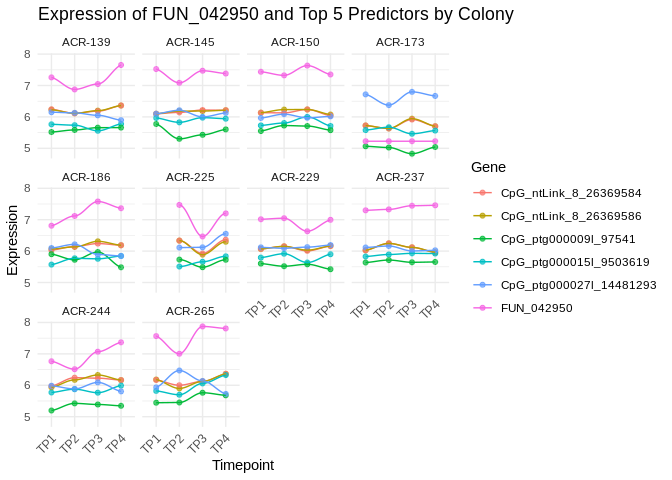 Expression of FUN_042950 and Top 5 Predictors by Colony
ACR-139 ACR-145 ACR-150 ACR-173
8
7
6
5
ACR-186 ACR-225 ACR-229 ACR-237
8
7
6
5
TP1 TP2 TP3 TP4 TP1 TP2 TP3 TP4
ACR-244 ACR-265
8
7
6
5
TP1 TP2 TP3 TP4 TP1 TP2 TP3 TP4
Expression
Timepoint
Gene
CpG_ntLink_8_26369584
CpG_ntLink_8_26369586
CpG_ptg000009l_97541
CpG_ptg000015l_9503619
CpG_ptg000027l_14481293
FUN_042950